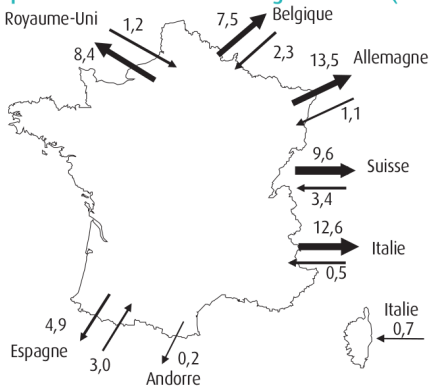 Royaume-Uni
1,2
8,4
7,5
Belgique
2,3
13,5
Allemagne
1,1
9,6
Suisse
3,4
12,6
Italie
0,5
4,9
Espagne
3,0
0,2
Andorre
Italie
0,7